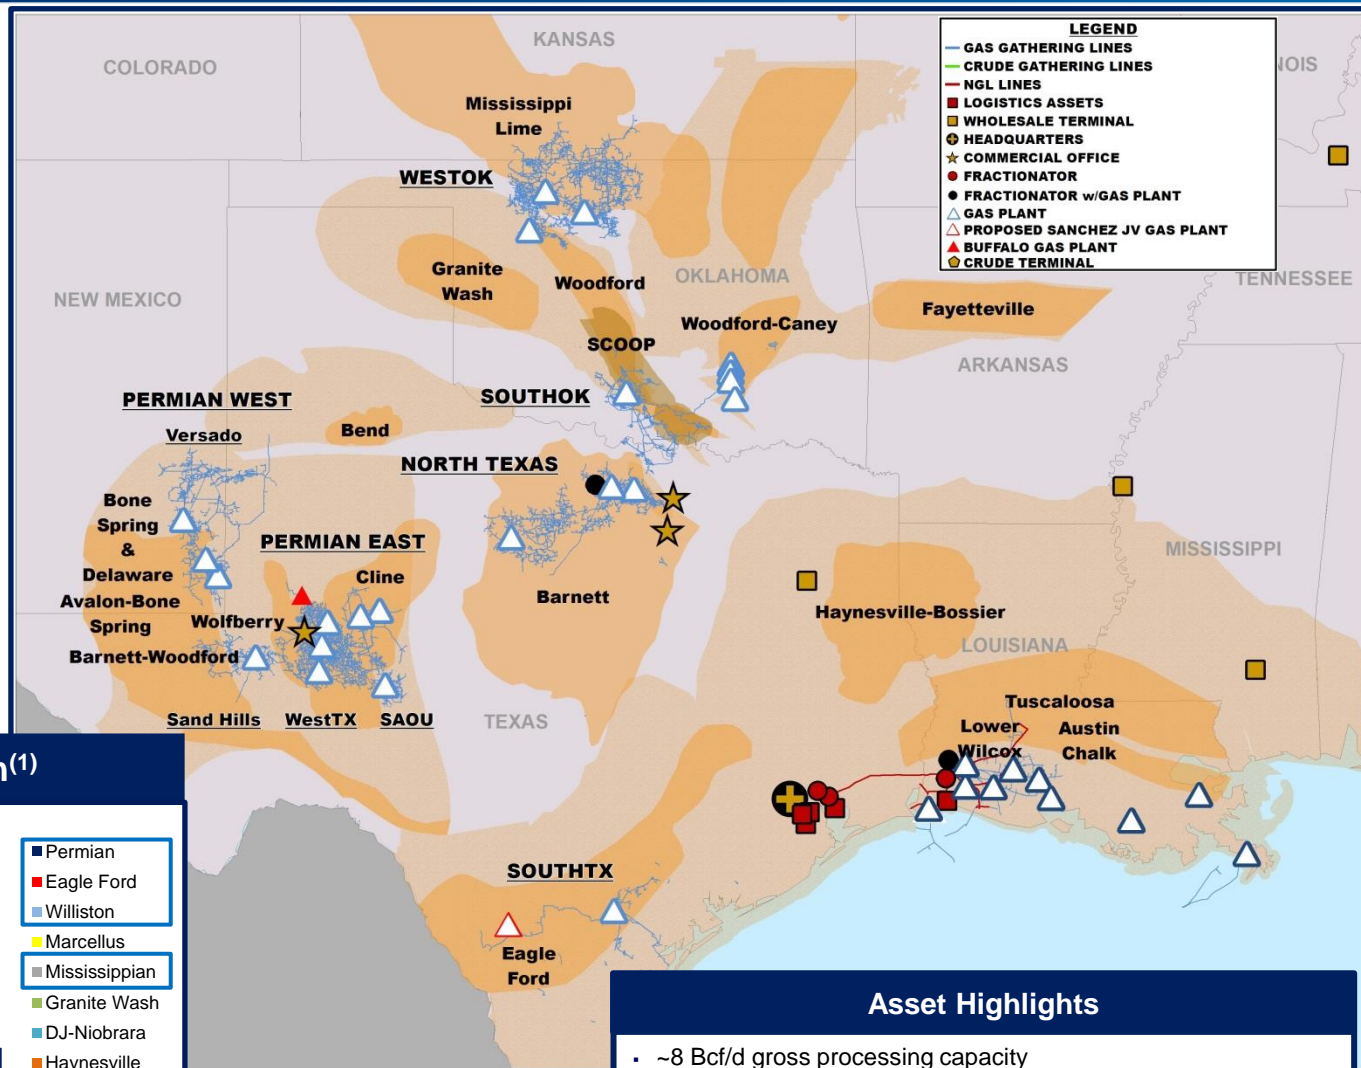 KANSAS
COLORADO
NOIS
LEGEND
GAS GATHERING LINES
CRUDE GATHERING LINES
NGL LINES
LOGISTICS ASSETS
WHOLESALE TERMINAL
HEADQUARTERS
COMMERCIAL OFFICE
FRACTIONATOR
FRACTIONATOR w/GAS PLANT
GAS PLANT
PROPOSED SANCHEZ JV GAS PLANT
BUFFALO GAS PLANT
CRUDE TERMINAL
Mississippi
Lime
WESTOK
Granite
Wash
Woodford
OKLAHOMA
TENNESSEE
NEW MEXICO
Fayetteville
Woodford-Caney
SCOOP
ARKANSAS
SOUTHOK
PERMIAN WEST
Versado
Bend
NORTH TEXAS
Bone
Spring
&
Delaware
Avalon-Bone
Spring
PERMIAN EAST
Cline
Wolfberry
Barnett-Woodford
Barnett
MISSISSIPPI
Haynesville-Bossier
LOUISIANA
Sand Hills
WestTX
SAOU
TEXAS
Tuscaloosa
Lower
Wilcox
Austin
Chalk
SOUTHTX
Eagle
Ford
n(1)
Permian
Eagle Ford
Williston
Marcellus
Mississippian
Granite Wash
DJ-Niobrara
Haynesville
Asset Highlights
▪ ~8 Bcf/d gross processing capacity